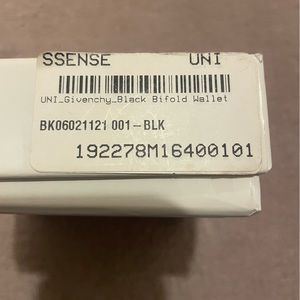 SSENSE UNI
UNI_Givenchy_Black Bifold Wallet
BK06021121 001-BLK
192278M16400101